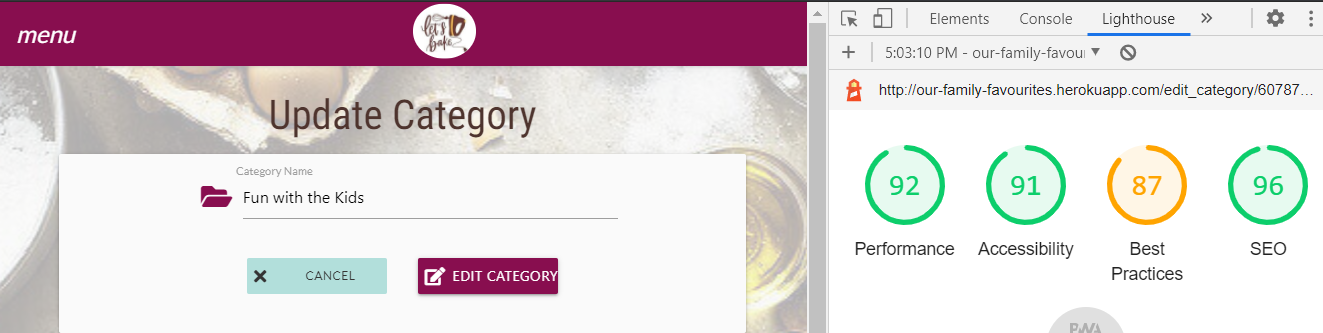 menu
let's
bake
Update Category
Category Name
Fun with the Kids
CANCEL
EDIT CATEGORY
Elements Console Lighthouse
5:03:10 PM - our-family-favou
http://our-family-favourites.herokuapp.com/edit_category/60787...
92 91 87 96
Performance Accessibility Best Practices SEO
PWA